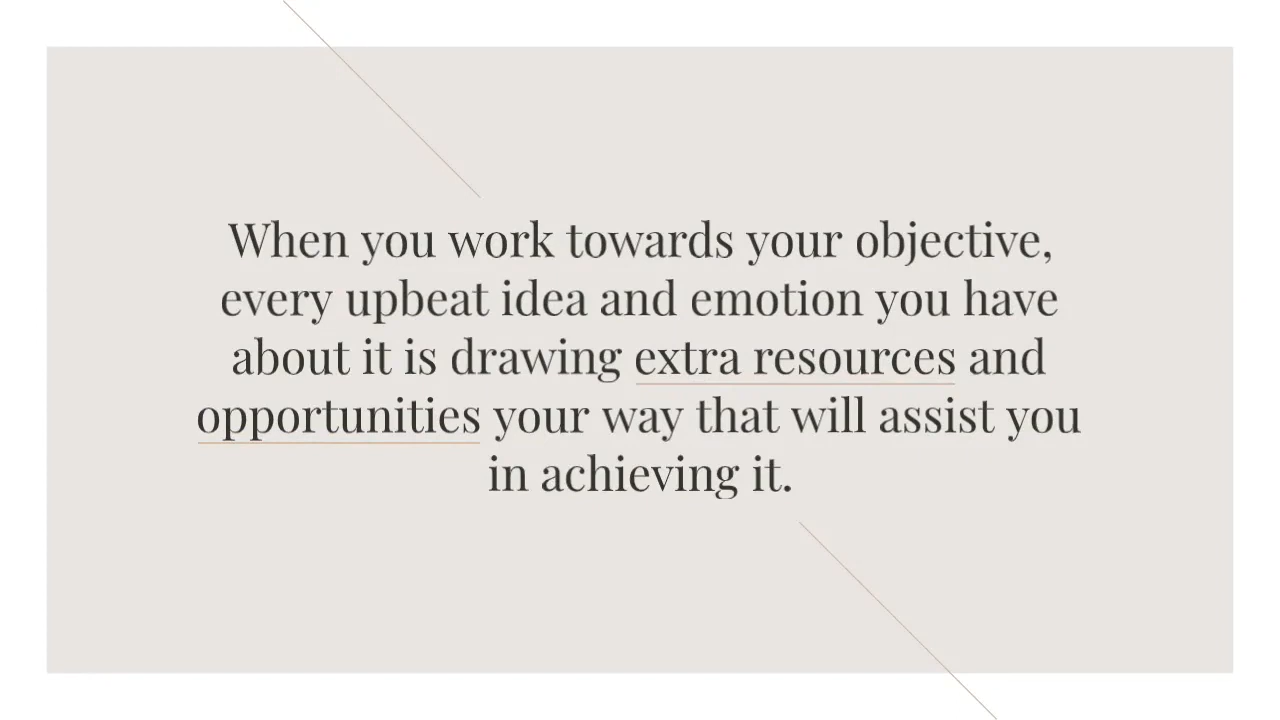 When you work towards your objective,
every upbeat idea and emotion you have
about it is drawing extra resources and
opportunities your way that will assist you
in achieving it.